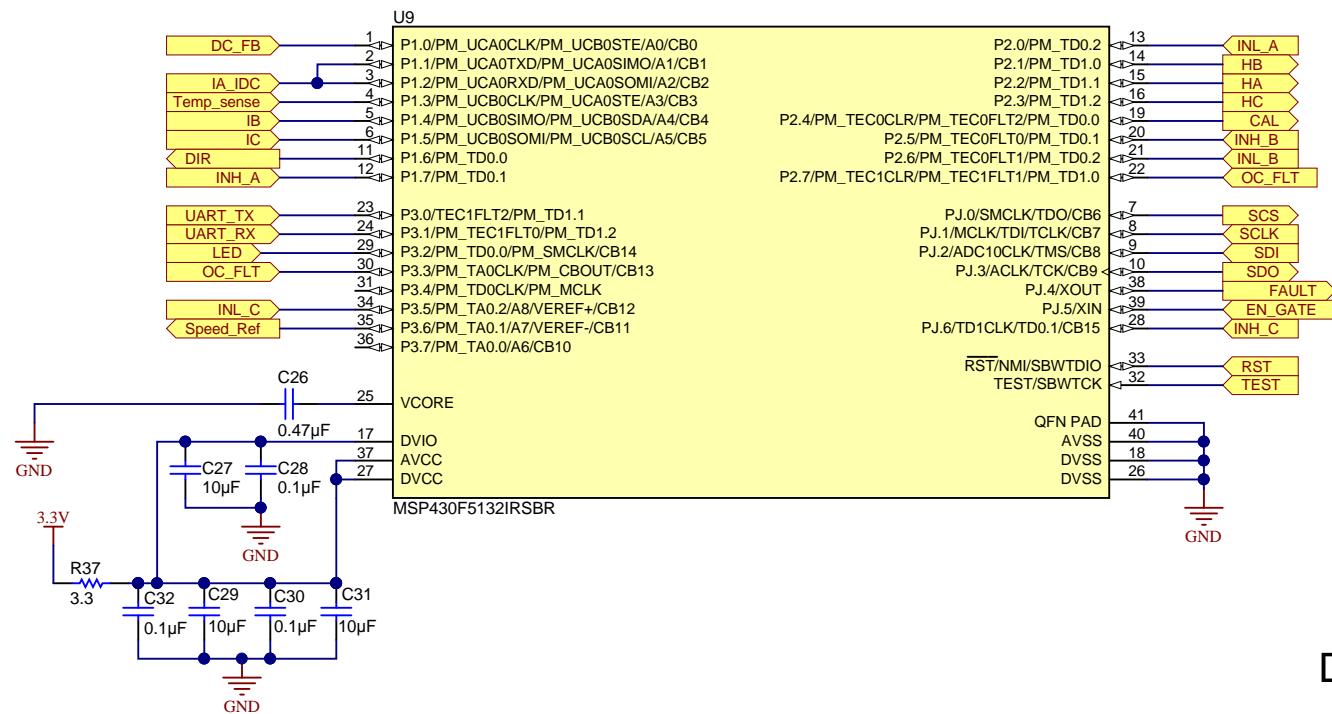 U9
DC_FB 1 P1.0/PM_UCA0CLK/PM_UCB0STE/A0/CB0 P2.0/PM_TD0.2 13 INL_A
2 P1.1/PM_UCA0TXD/PM_UCA0SIMO/A1/CB1 P2.1/PM_TD1.0 14 HB
IA_IDC 3 P1.2/PM_UCA0RXD/PM_UCA0SOMI/A2/CB2 P2.2/PM_TD1.1 15 HA
Temp_sense 4 P1.3/PM_UCB0CLK/PM_UCA0STE/A3/CB3 P2.3/PM_TD1.2 16 HC
IB 5 P1.4/PM_UCB0SIMO/PM_UCB0SDA/A4/CB4 P2.4/PM_TEC0CLR/PM_TEC0FLT2/PM_TD0.0 19 CAL
IC 6 P1.5/PM_UCB0SOMI/PM_UCB0SCL/A5/CB5 P2.5/PM_TEC0FLT0/PM_TD0.1 20 INH_B
DIR 11 P1.6/PM_TD0.0 P2.6/PM_TEC0FLT1/PM_TD0.2 21 INL_B
INH_A 12 P1.7/PM_TD0.1 P2.7/PM_TEC1CLR/PM_TEC1FLT1/PM_TD1.0 22 OC_FLT
UART_TX 23 P3.0/TEC1FLT2/PM_TD1.1 PJ.0/SMCLK/TDO/CB6 7 SCS
UART_RX 24 P3.1/PM_TEC1FLT0/PM_TD1.2 PJ.1/MCLK/TDI/TCLK/CB7 8 SCLK
LED 29 P3.2/PM_TD0.0/PM_SMCLK/CB14 PJ.2/ADC10CLK/TMS/CB8 9 SDI
OC_FLT 30 P3.3/PM_TA0CLK/PM_CBOUT/CB13 PJ.3/ACLK/TCK/CB9 10 SDO
31 P3.4/PM_TD0CLK/PM_MCLK PJ.4/XOUT 38 FAULT
INL_C 34 P3.5/PM_TA0.2/A8/VEREF+/CB12 PJ.5/XIN 39 EN_GATE
Speed_Ref 35 P3.6/PM_TA0.1/A7/VEREF-/CB11 PJ.6/TD1CLK/TD0.1/CB15 28 INH_C
36 P3.7/PM_TA0.0/A6/CB10
RST/NMI/SBWTDIO 33 RST
C26 TEST/SBWTCK 32 TEST
25 VCORE
0.47µF QFN PAD 41
17 DVIO AVSS 40
GND C27 C28 37 AVCC DVSS 18
10µF 0.1µF 27 DVCC DVSS 26
MSP430F5132IRSBR
3.3V GND GND
R37
3.3 C32 C29 C30 C31
0.1µF 10µF 0.1µF 10µF
GND